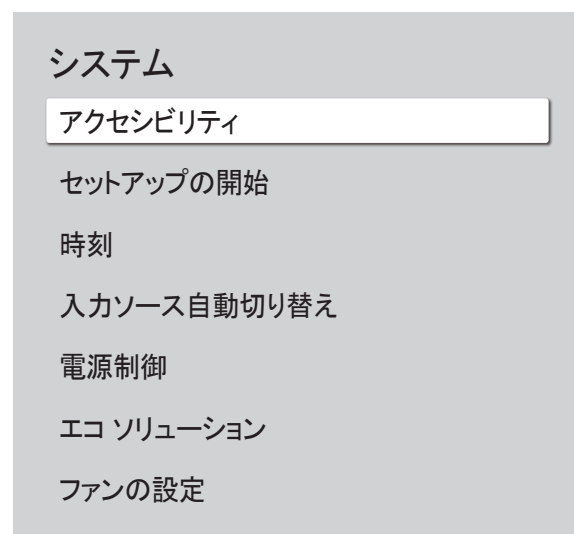 システム
アクセシビリティ
セットアップの開始
時刻
入力ソース自動切り替え
電源制御
エコ ソリューション
ファンの設定